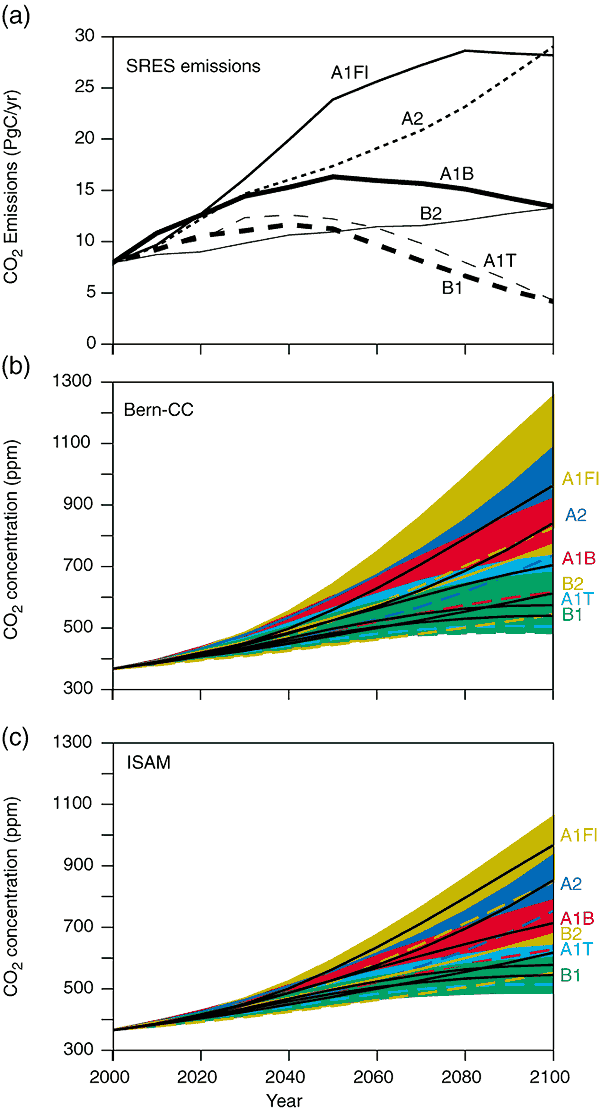 (a)
30
25
20
15
10
5
0
CO2 Emissions (PgC/yr)
SRES emissions
A1FI
A2
A1B
B2
A1T
B1
(b)
1300
1100
900
700
500
300
CO2 concentration (ppm)
Bern-CC
A1FI
A2
A1B
B2
A1T
B1
(c)
1300
1100
900
700
500
300
CO2 concentration (ppm)
ISAM
A1FI
A2
A1B
B2
A1T
B1
2000 2020 2040 2060 2080 2100
Year